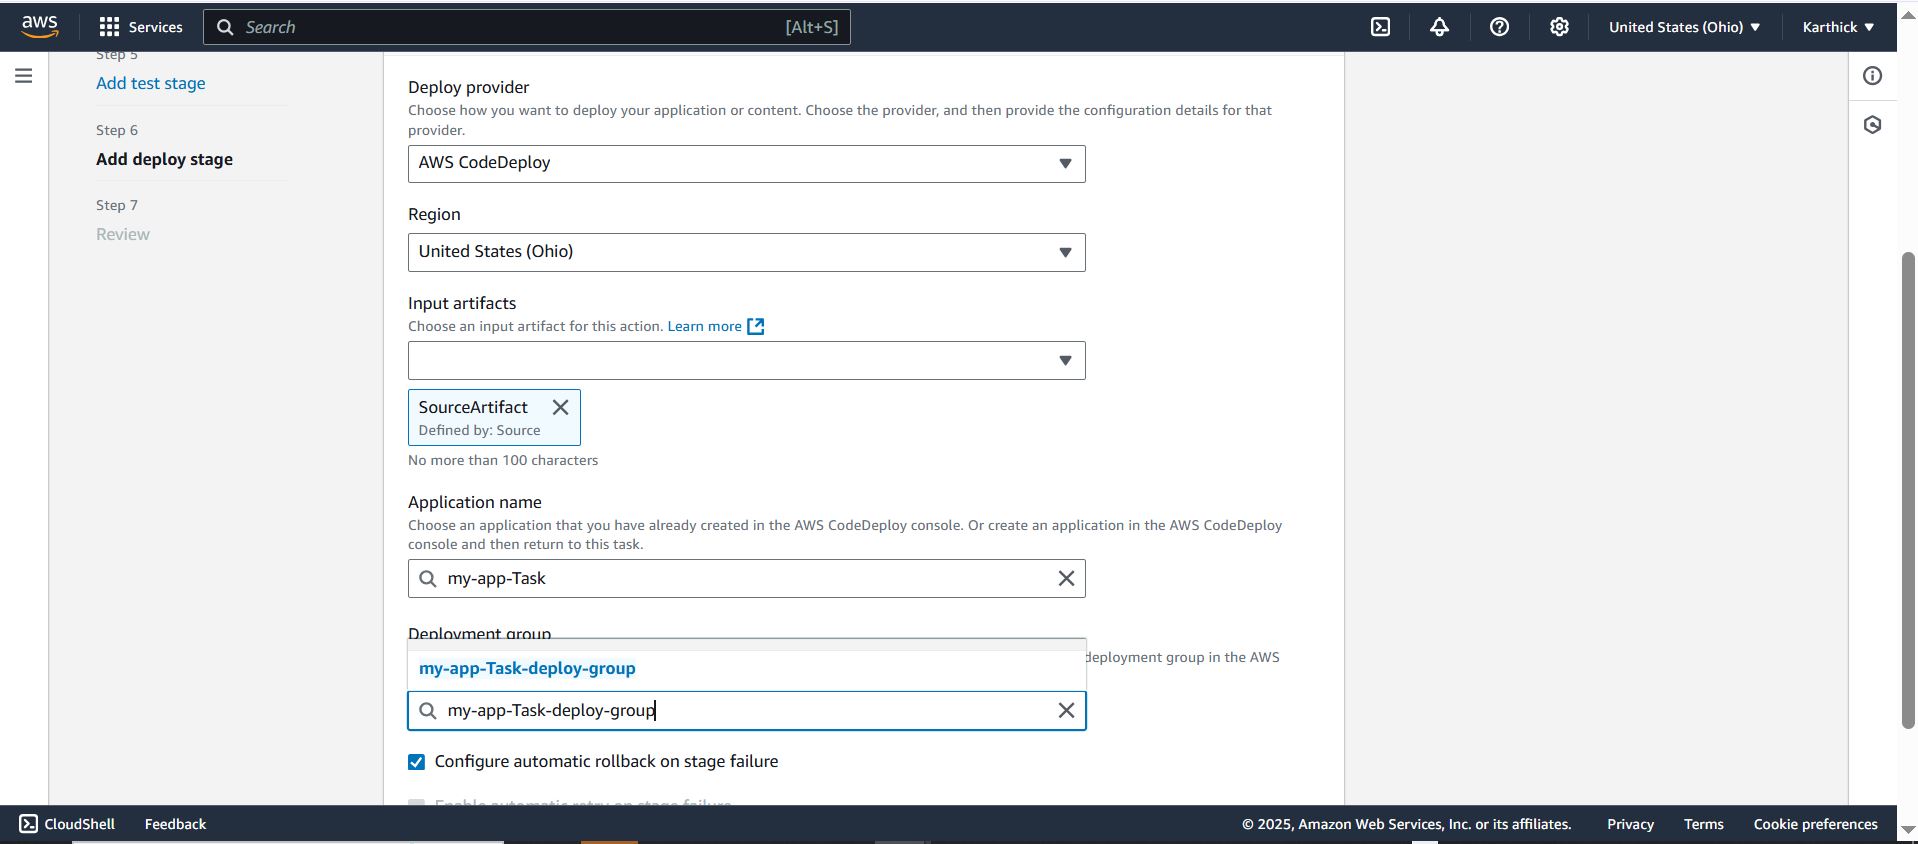 aws
Services
Search
[Alt+S]
United States (Ohio)
Karthick
Step 5
Add test stage
Step 6
Add deploy stage
Step 7
Review
Deploy provider
Choose how you want to deploy your application or content. Choose the provider, and then provide the configuration details for that
provider.
AWS CodeDeploy
Region
United States (Ohio)
Input artifacts
Choose an input artifact for this action. Learn more
SourceArtifact
Defined by: Source
No more than 100 characters
Application name
Choose an application that you have already created in the AWS CodeDeploy console. Or create an application in the AWS CodeDeploy
console and then return to this task.
my-app-Task
Deployment group
deployment group in the AWS
my-app-Task-deploy-group
my-app-Task-deploy-group
Configure automatic rollback on stage failure
Enable automatic retry on stage failure
CloudShell
Feedback
© 2025, Amazon Web Services, Inc. or its affiliates.
Privacy
Terms
Cookie preferences